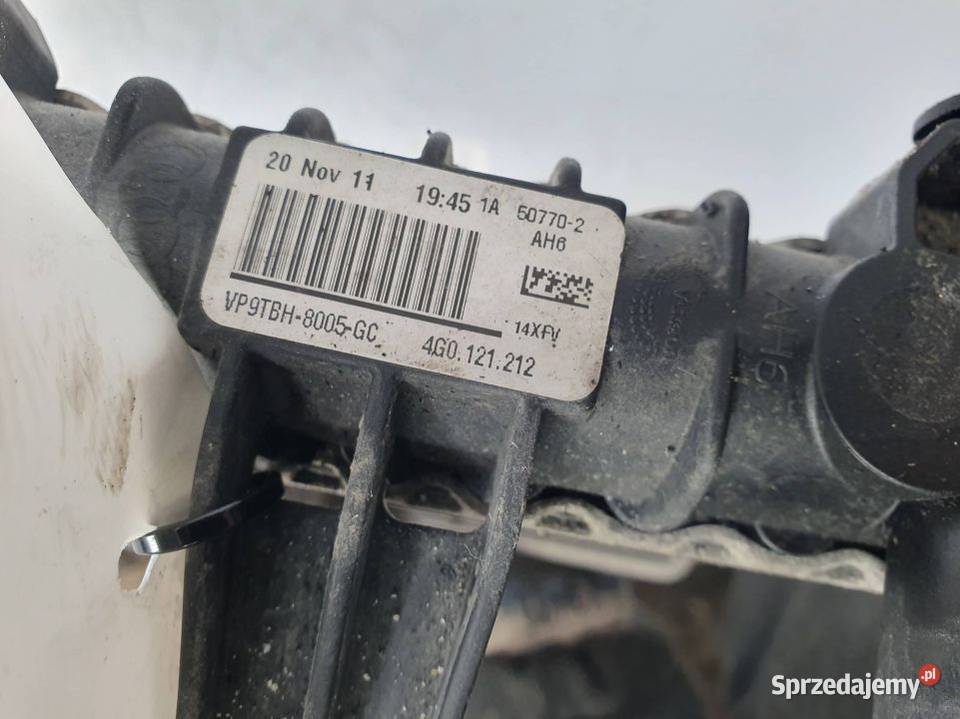 20 Nov 11 19:45 1A 50770-2
AH6
14XFV
VP9TBH-8005-GC 4G0.121.212
AH6
Sprzedajemy.pl